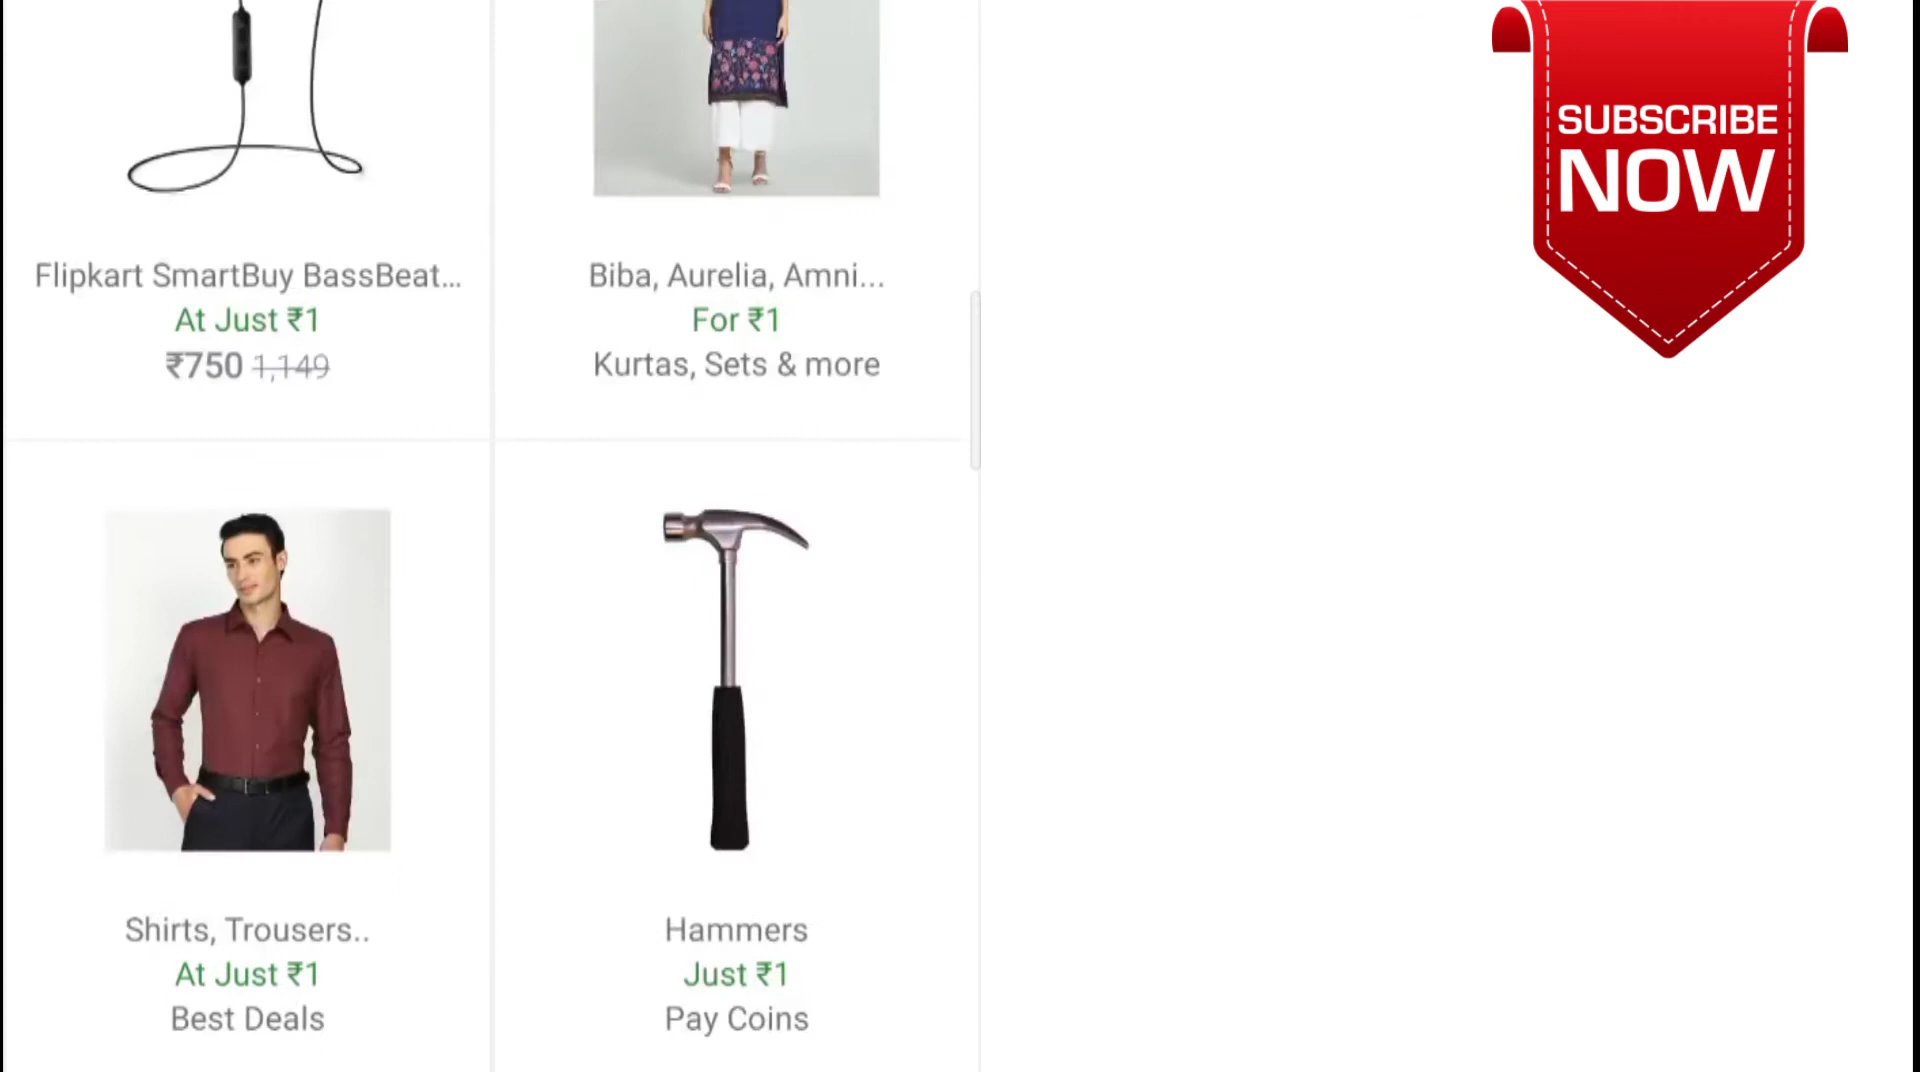 SUBSCRIBE
NOW
Flipkart SmartBuy BassBeat...
At Just ₹1
₹750 1,149
Biba, Aurelia, Amni...
For ₹1
Kurtas, Sets & more
Shirts, Trousers..
At Just ₹1
Best Deals
Hammers
Just ₹1
Pay Coins